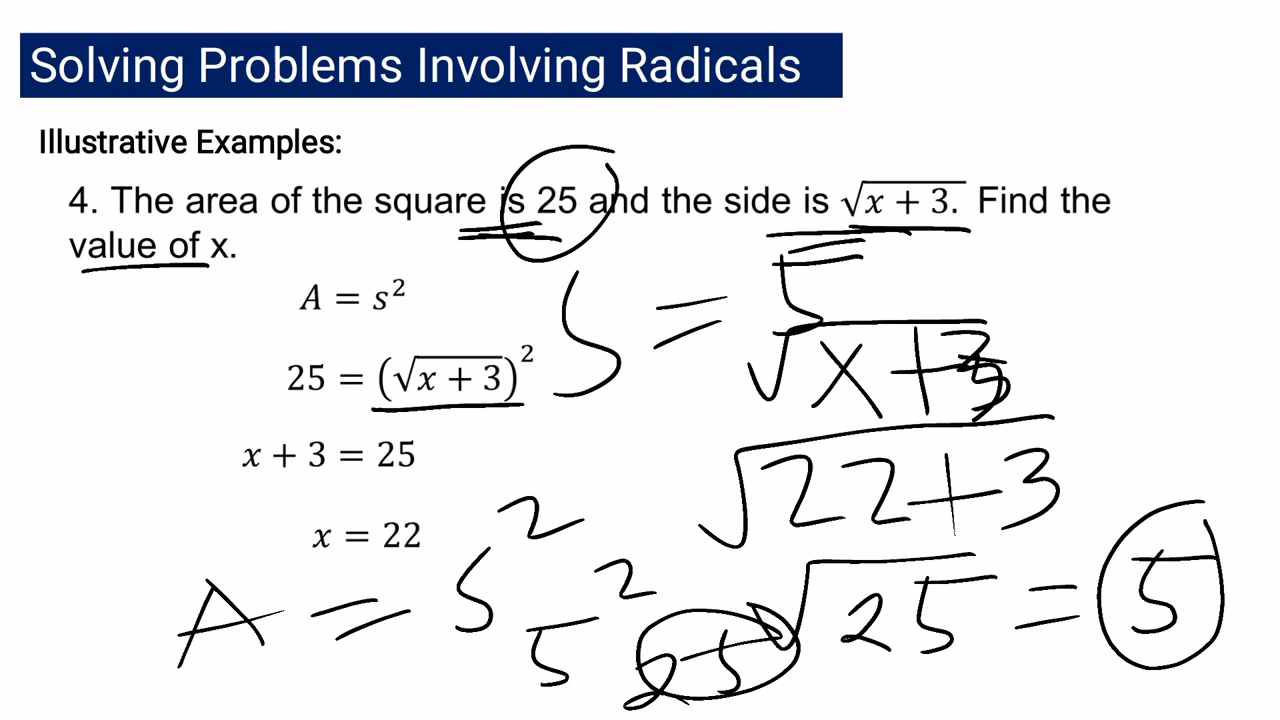 Solving Problems Involving Radicals
Illustrative Examples:
4. The area of the square is 25 and the side is √x + 3. Find the
value of x.
A = s²
S = 5
25 = (√x + 3)²
√x + 3
x + 3 = 25
√22 + 3
x = 22
A = S²
5²
25
√25 = 5